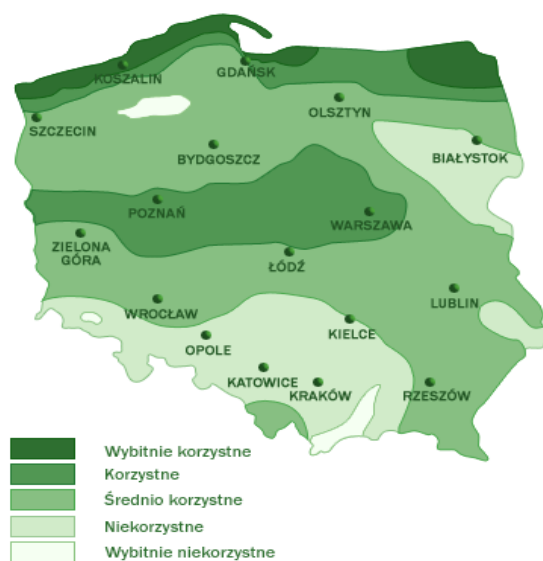 KOSZALIN
GDAŃSK
OLSZTYN
SZCZECIN
BYDGOSZCZ
BIAŁYSTOK
POZNAŃ
WARSZAWA
ZIELONA
GÓRA
ŁÓDŹ
WROCŁAW
LUBLIN
OPOLE
KIELCE
KATOWICE
KRAKÓW
RZESZÓW
Wybitnie korzystne
Korzystne
Średnio korzystne
Niekorzystne
Wybitnie niekorzystne